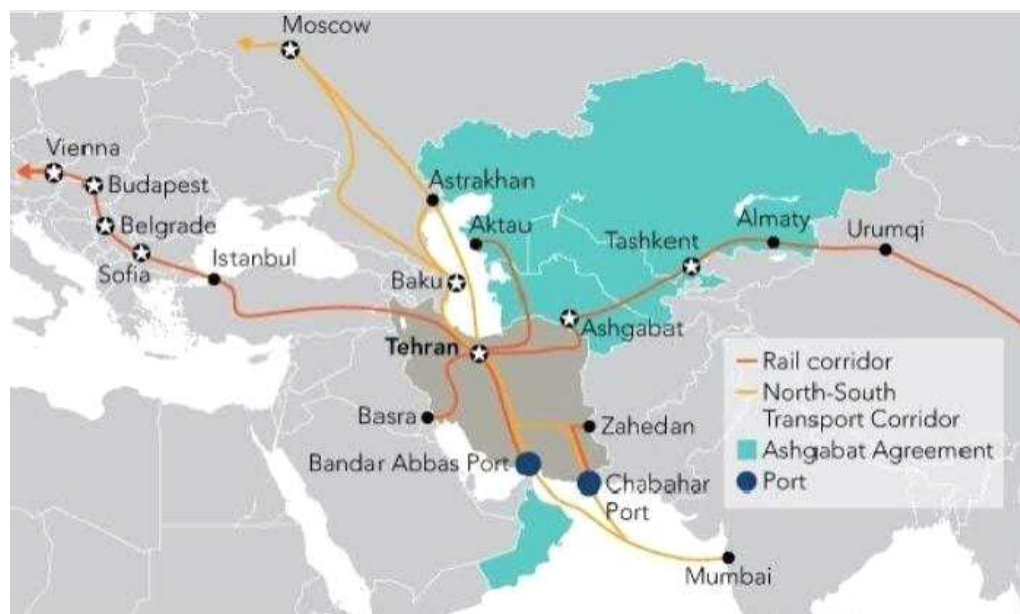 Moscow
Vienna
Budapest
Belgrade
Sofia
Istanbul
Astrakhan
Aktau
Baku
Tashkent
Almaty
Urumqi
Ashgabat
Tehran
Basra
Zahedan
Bandar Abbas Port
Chabahar
Port
Mumbai
Rail corridor
North-South
Transport Corridor
Ashgabat Agreement
Port